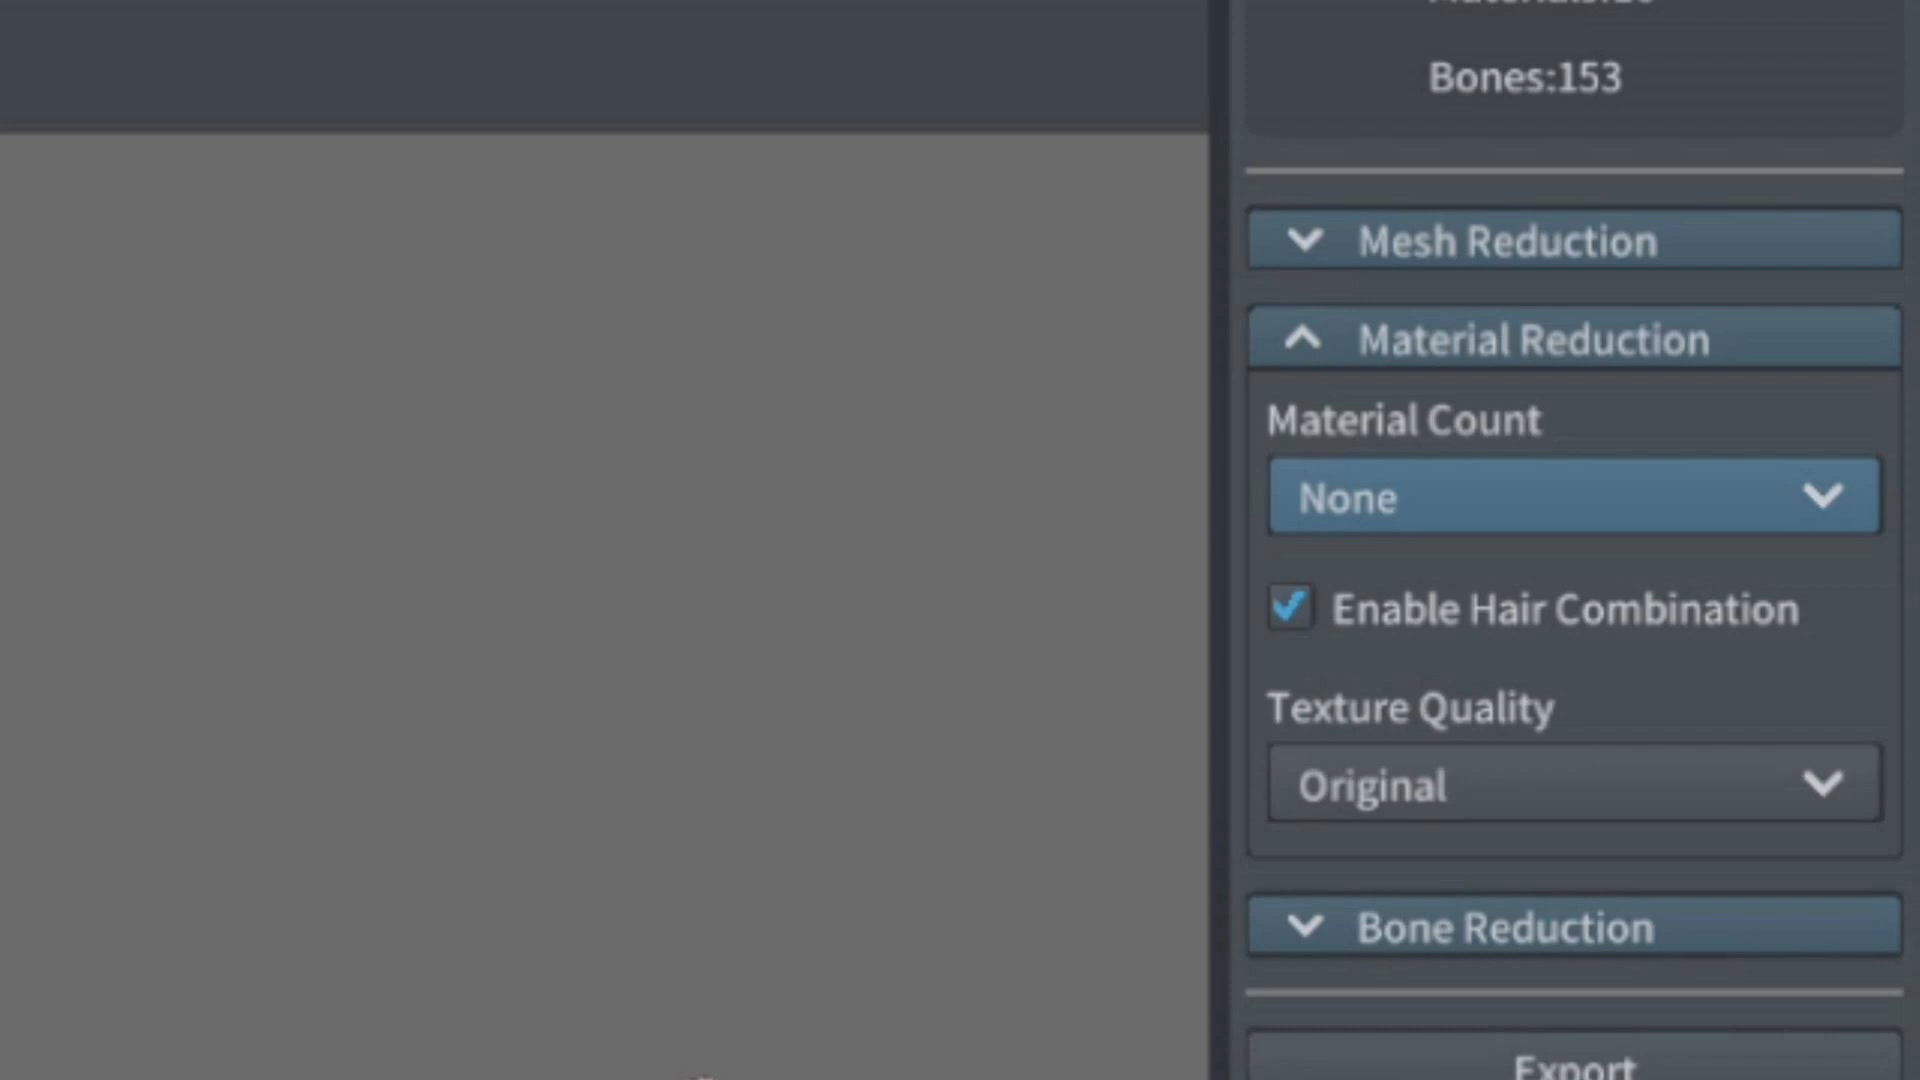 Bones:153
Mesh Reduction
Material Reduction
Material Count
None
Enable Hair Combination
Texture Quality
Original
Bone Reduction
Export